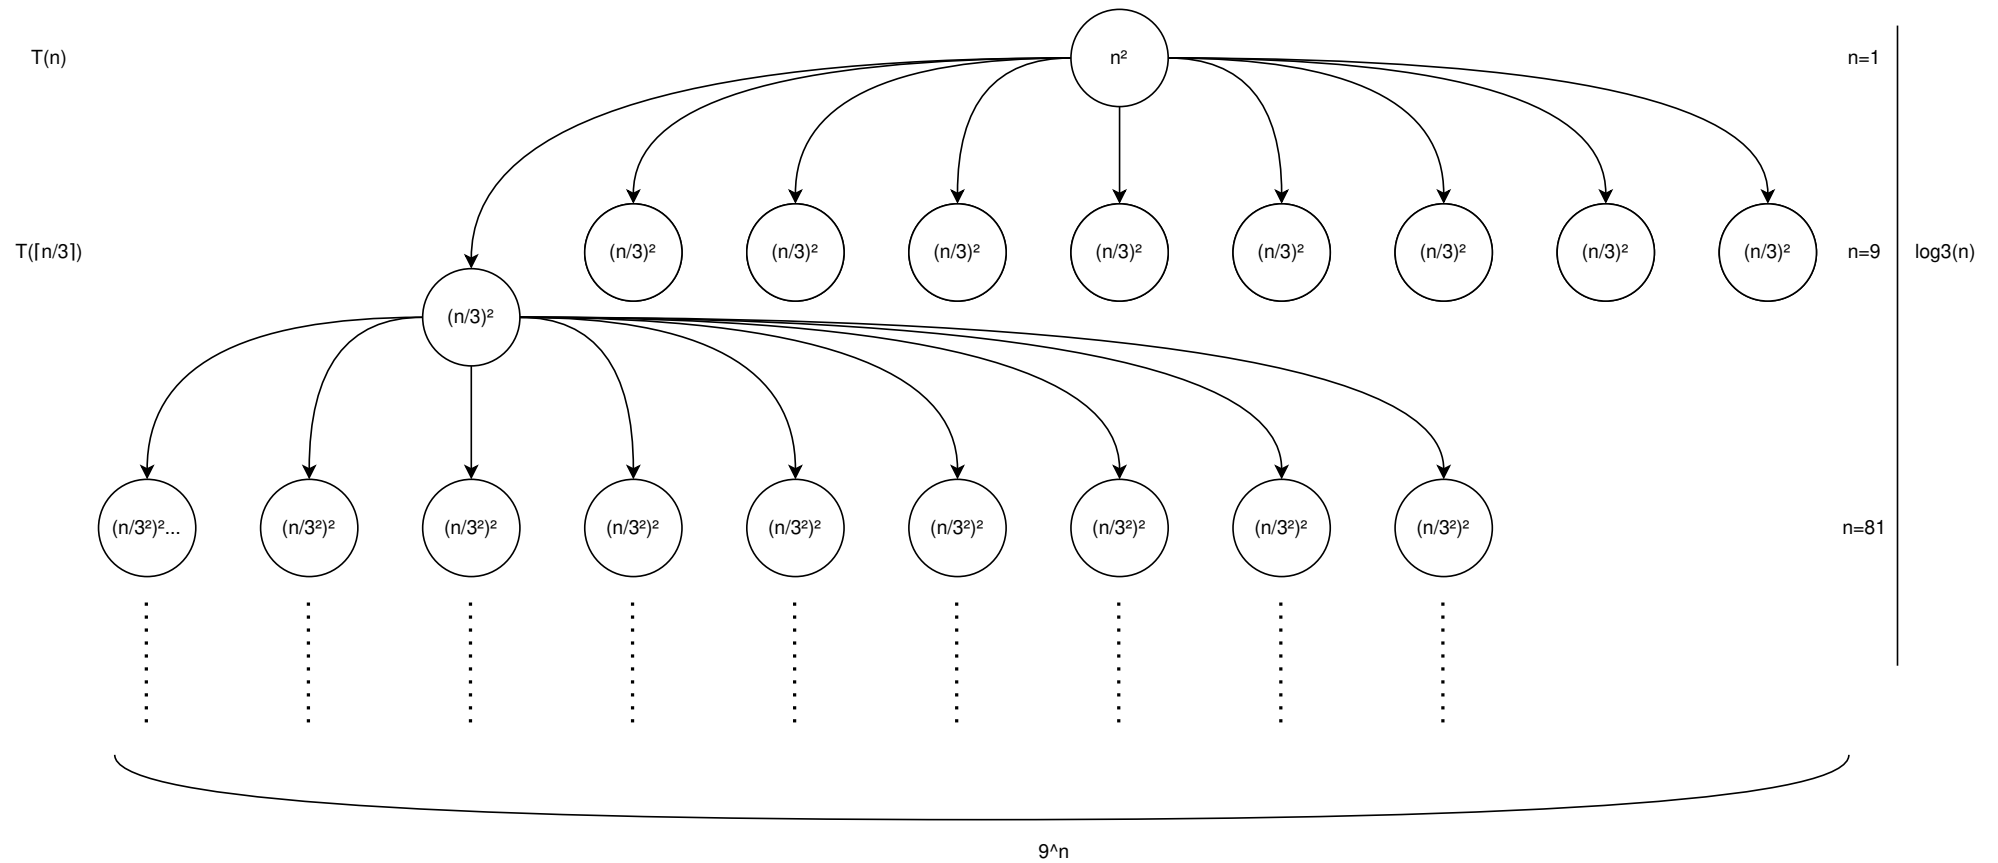 T(n)
n²
n=1
T(⌈n/3⌉)
(n/3)²
(n/3)²
(n/3)²
(n/3)²
(n/3)²
(n/3)²
(n/3)²
(n/3)²
n=9
log3(n)
(n/3)²
(n/3²)²...
(n/3²)²
(n/3²)²
(n/3²)²
(n/3²)²
(n/3²)²
(n/3²)²
(n/3²)²
(n/3²)²
n=81
9^n